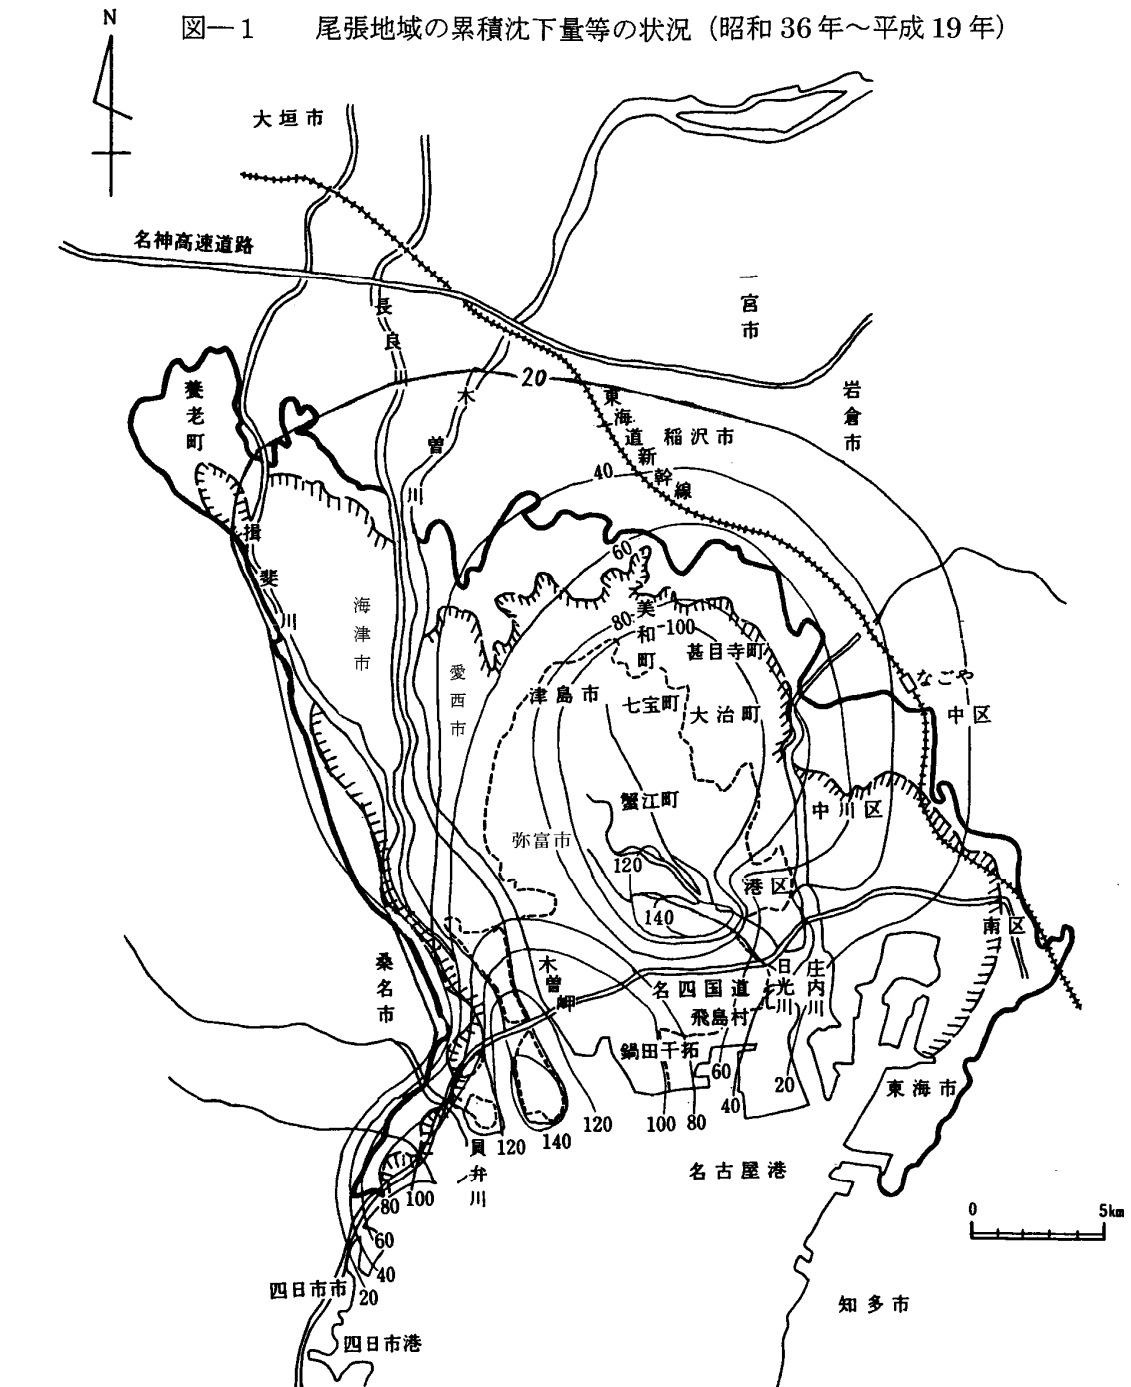 図―1 尾張地域の累積沈下量等の状況（昭和36年～平成19年）
N
大垣市
名神高速道路
長良川
一宮市
養老町
木曽川
20
東海道新幹線
岩倉市
稲沢市
40
揖斐川
60
海津市
80
美和町
100
甚目寺町
愛西市
津島市
七宝町
大治町
なごや
中区
蟹江町
中川区
弥富市
120
港区
140
南区
桑名市
木曽岬
名四国道
日光川
庄内川
飛島村
鍋田干拓
60
20
40
東海市
100
80
120
140
120
員弁川
名古屋港
80
100
60
40
20
四日市市
四日市港
知多市
0
5km